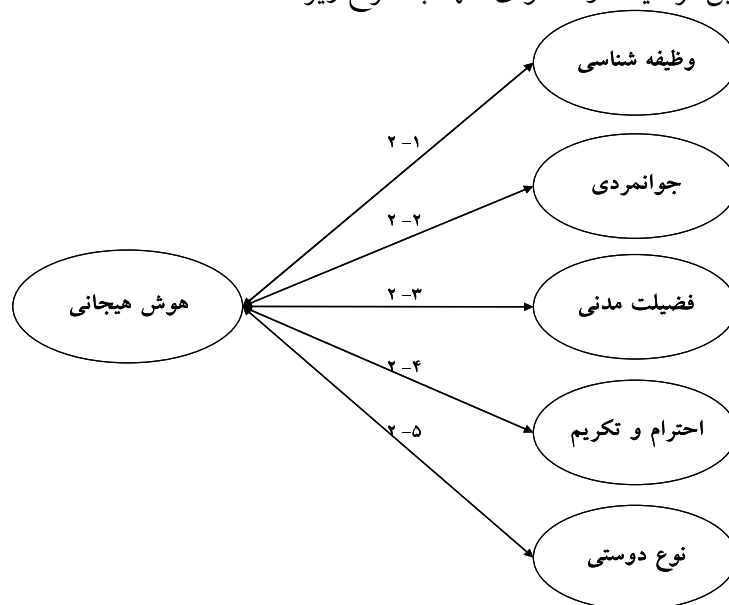 وظیفه شناسی
۲-۱
جوانمردی
۲-۲
هوش هیجانی
۲-۳
فضیلت مدنی
۲-۴
احترام و تکریم
۲-۵
نوع دوستی